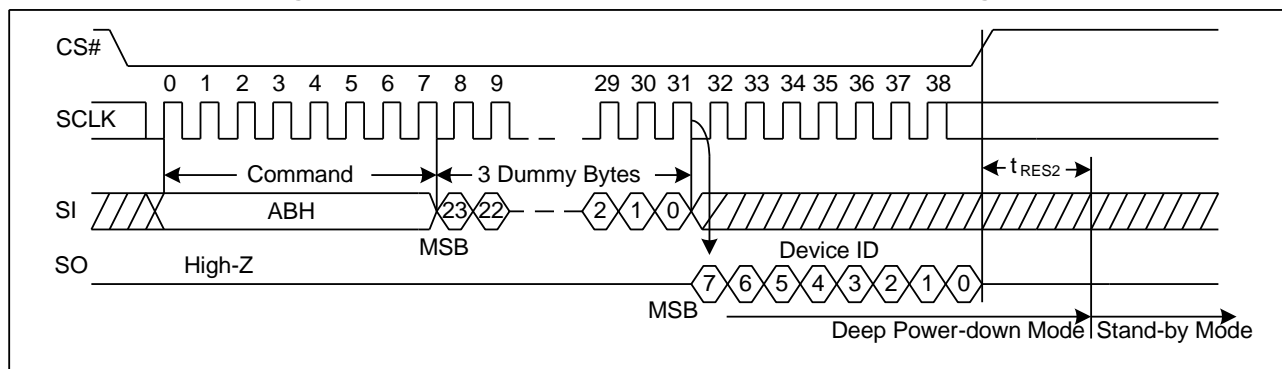 CS#
0 1 2 3 4 5 6 7 8 9 29 30 31 32 33 34 35 36 37 38
SCLK
Command 3 Dummy Bytes tRES2
SI ABH 23 22 2 1 0
MSB Device ID
SO High-Z 7 6 5 4 3 2 1 0
MSB
Deep Power-down Mode Stand-by Mode